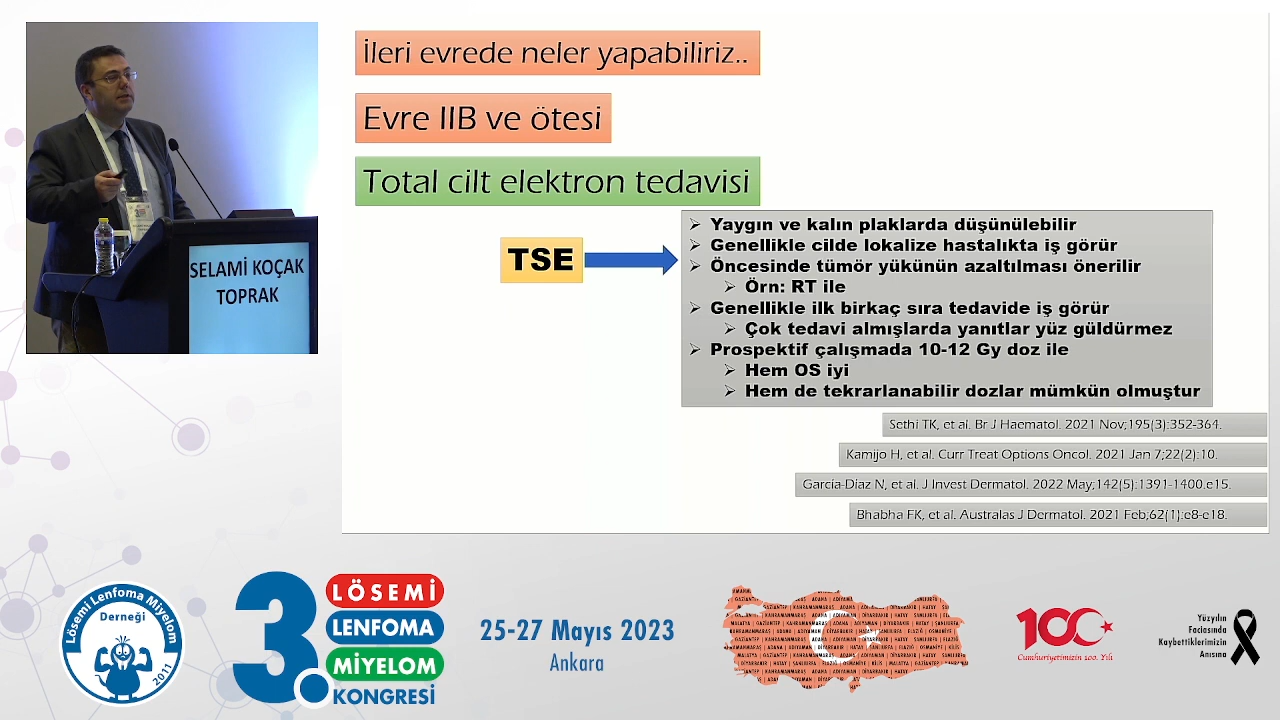 İleri evrede neler yapabiliriz..
Evre IIB ve ötesi
Total cilt elektron tedavisi
TSE
Yaygın ve kalın plaklarda düşünülebilir
Genellikle cilde lokalize hastalıkta iş görür
Öncesinde tümör yükünün azaltılması önerilir
Örn: RT ile
Genellikle ilk birkaç sıra tedavide iş görür
Çok tedavi almışlarda yanıtlar yüz güldürmez
Prospektif çalışmada 10-12 Gy doz ile
Hem OS iyi
Hem de tekrarlanabilir dozlar mümkün olmuştur
Sethi TK, et al. Br J Haematol. 2021 Nov;195(3):352-364.
Kamijo H, et al. Curr Treat Options Oncol. 2021 Jan 7;22(2):10.
García-Díaz N, et al. J Invest Dermatol. 2022 May;142(5):1391-1400.e15.
Bhabha FK, et al. Australas J Dermatol. 2021 Feb;62(1):e8-e18.
SELAMİ KOÇAK
TOPRAK
Lösemi Lenfoma Miyelom
Derneği
2021
3.
LÖSEMİ
LENFOMA
MİYELOM
KONGRESİ
25-27 Mayıs 2023
Ankara
100
Cumhuriyetimizin 100. Yılı
Yüzyılın
Faciasında
Kaybettiklerimizin
Anısına